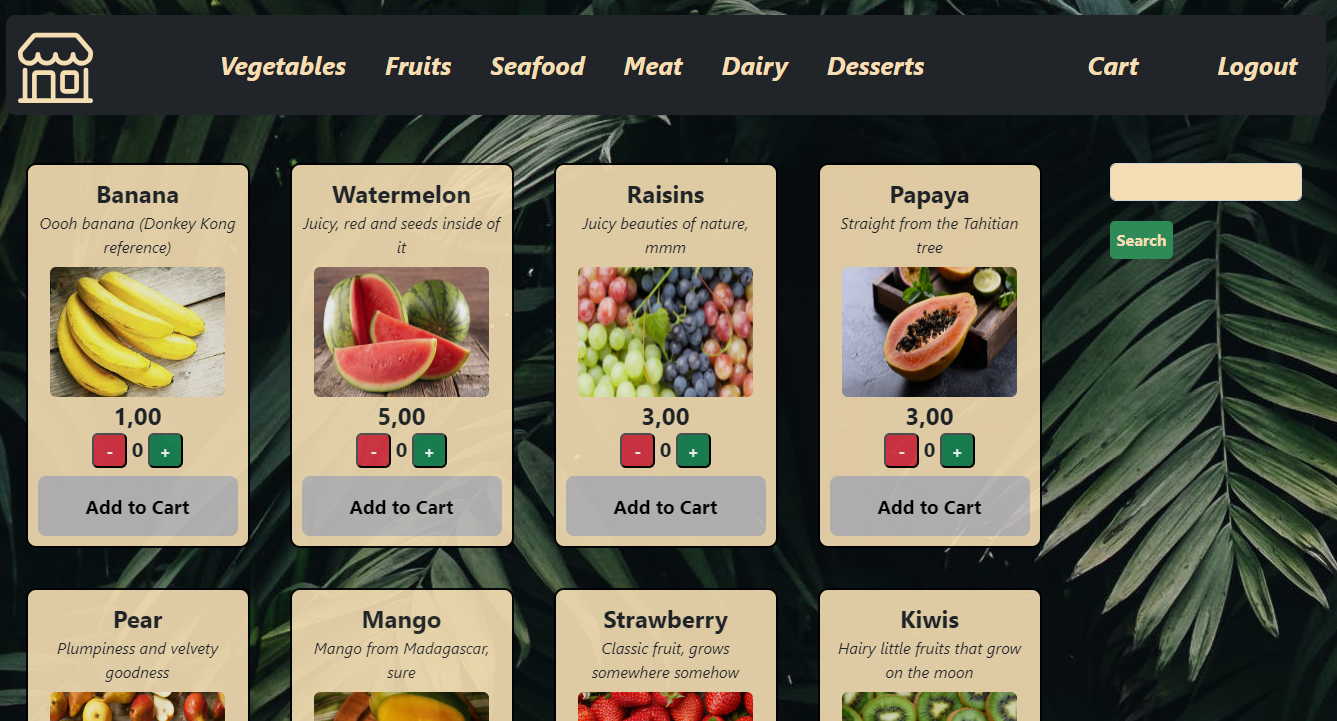 Vegetables Fruits Seafood Meat Dairy Desserts Cart Logout
Banana
Oooh banana (Donkey Kong
reference)
1,00
- 0 +
Add to Cart
Watermelon
Juicy, red and seeds inside of
it
5,00
- 0 +
Add to Cart
Raisins
Juicy beauties of nature,
mmm
3,00
- 0 +
Add to Cart
Papaya
Straight from the Tahitian
tree
3,00
- 0 +
Add to Cart
Search
Pear
Plumpiness and velvety
goodness
Mango
Mango from Madagascar,
sure
Strawberry
Classic fruit, grows
somewhere somehow
Kiwis
Hairy little fruits that grow
on the moon